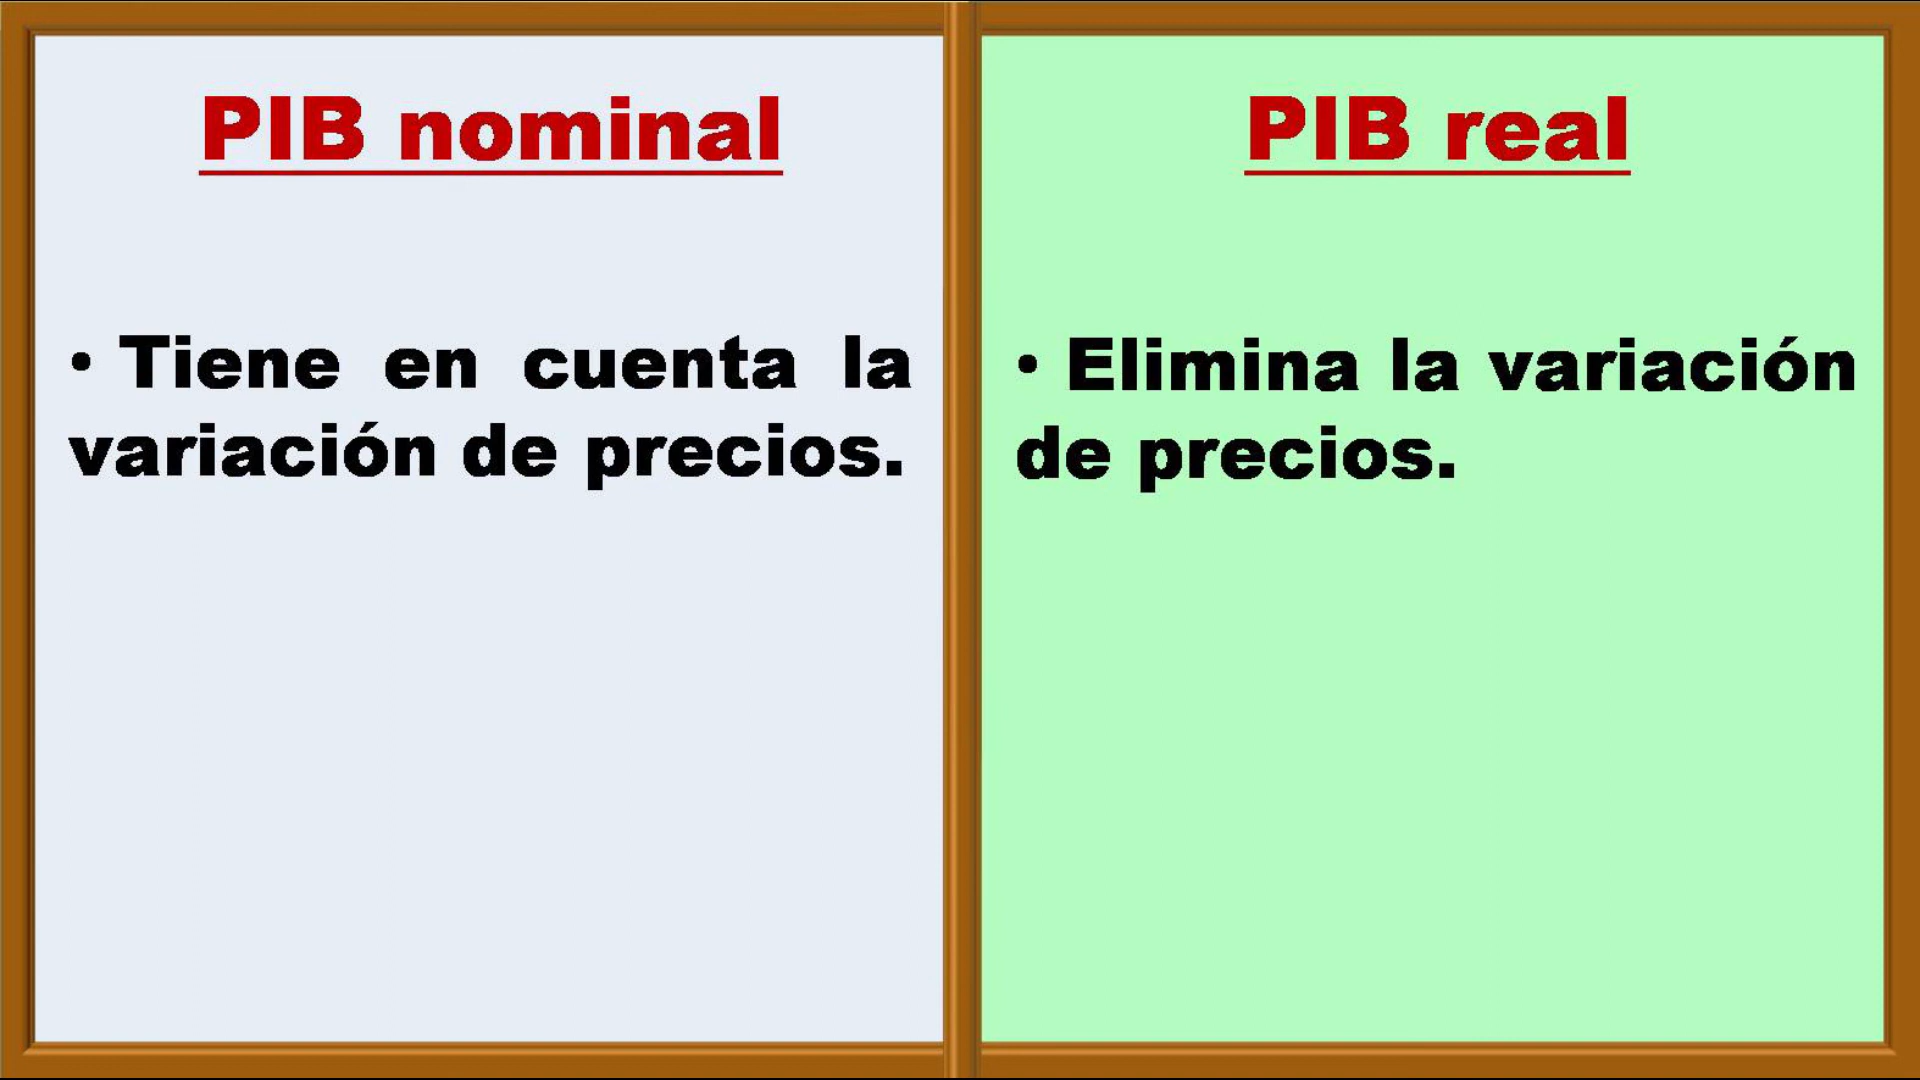 PIB nominal
• Tiene en cuenta la
variación de precios.
PIB real
• Elimina la variación
de precios.